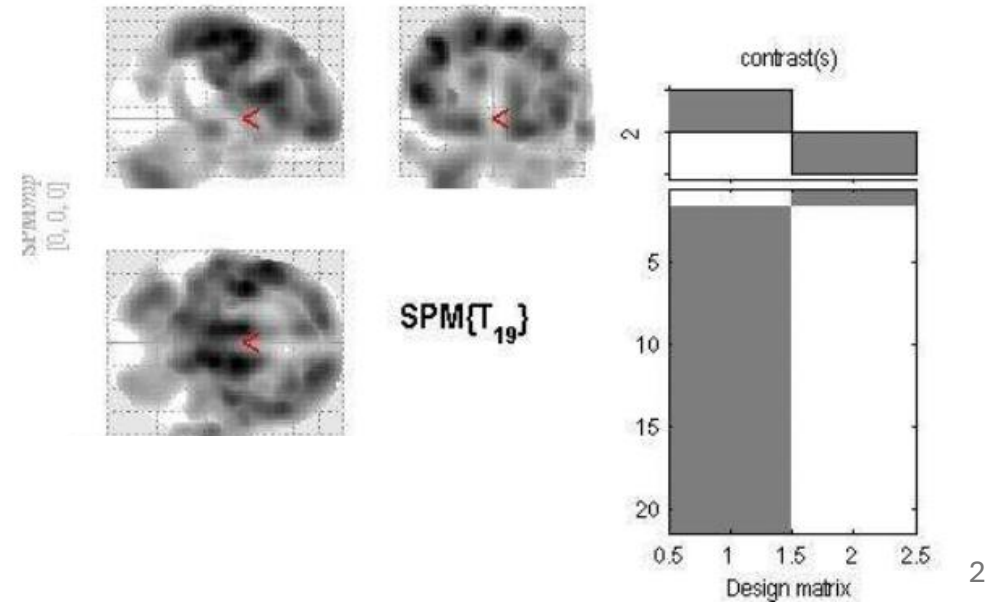 SPMmip
[0, 0, 0]
<
<
<
SPM{T₁₉}
contrast(s)
2
5
10
15
20
0.5 1 1.5 2 2.5
Design matrix
2